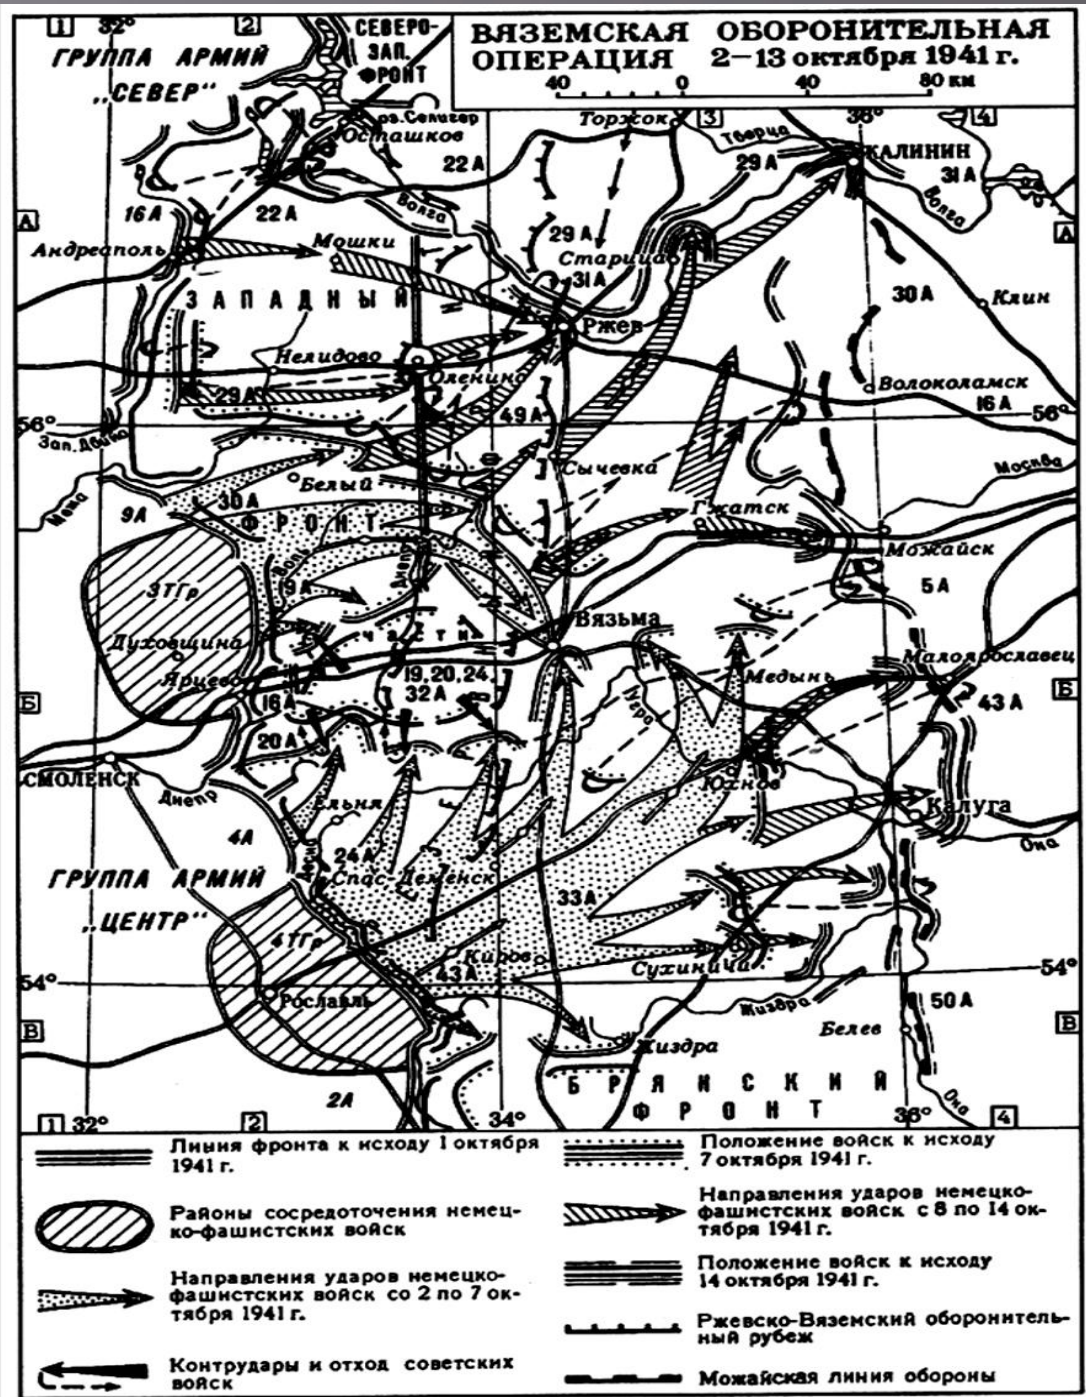 ВЯЗЕМСКАЯ ОБОРОНИТЕЛЬНАЯ
ОПЕРАЦИЯ 2—13 октября 1941 г.
40 0 40 80 км
1 32° 2
ГРУППА АРМИЙ
„СЕВЕР“
СЕВЕРО-
ЗАП.
ФРОНТ
оз. Селигер
Осташков
Торжок
3
Тверца
36°
4
КАЛИНИН
22 А
29 А
31 А
Волга
16 А
22 А
Волга
А
А
Андреаполь
Мошки
29 А
Старица
31 А
ЗАПАДНЫЙ
30 А
Клин
Ржев
Нелидово
Оленино
Волоколамск
29 А
49 А
16 А
56°
56°
Зап. Двина
Сычевка
Москва
Межа
Белый
9 А
30 А
ФРОНТ
Гжатск
Можайск
Днепр
5 А
3 ТГр
19 А
Вязьма
Духовщина
части
Малоярославец
Ярцево
19, 20, 24,
32 А
Медынь
Б
Б
16 А
Угра
43 А
20 А
СМОЛЕНСК
Днепр
Юхнов
Ельня
Калуга
4 А
Десна
24 А
Ока
ГРУППА АРМИЙ
Спас-Деменск
„ЦЕНТР“
33 А
4 ТГр
43 А
Киров
Сухиничи
54°
54°
Рославль
Жиздра
50 А
В
В
Белев
Жиздра
БРЯНСКИЙ
ФРОНТ
2 А
Ока
1 32° 2 34° 36° 4
Линия фронта к исходу 1 октября
1941 г.
Районы сосредоточения немец-
ко-фашистских войск
Направления ударов немецко-
фашистских войск со 2 по 7 ок-
тября 1941 г.
Контрудары и отход советских
войск
Положение войск к исходу
7 октября 1941 г.
Направления ударов немецко-
фашистских войск с 8 по 14 ок-
тября 1941 г.
Положение войск к исходу
14 октября 1941 г.
Ржевско-Вяземский оборонитель-
ный рубеж
Можайская линия обороны